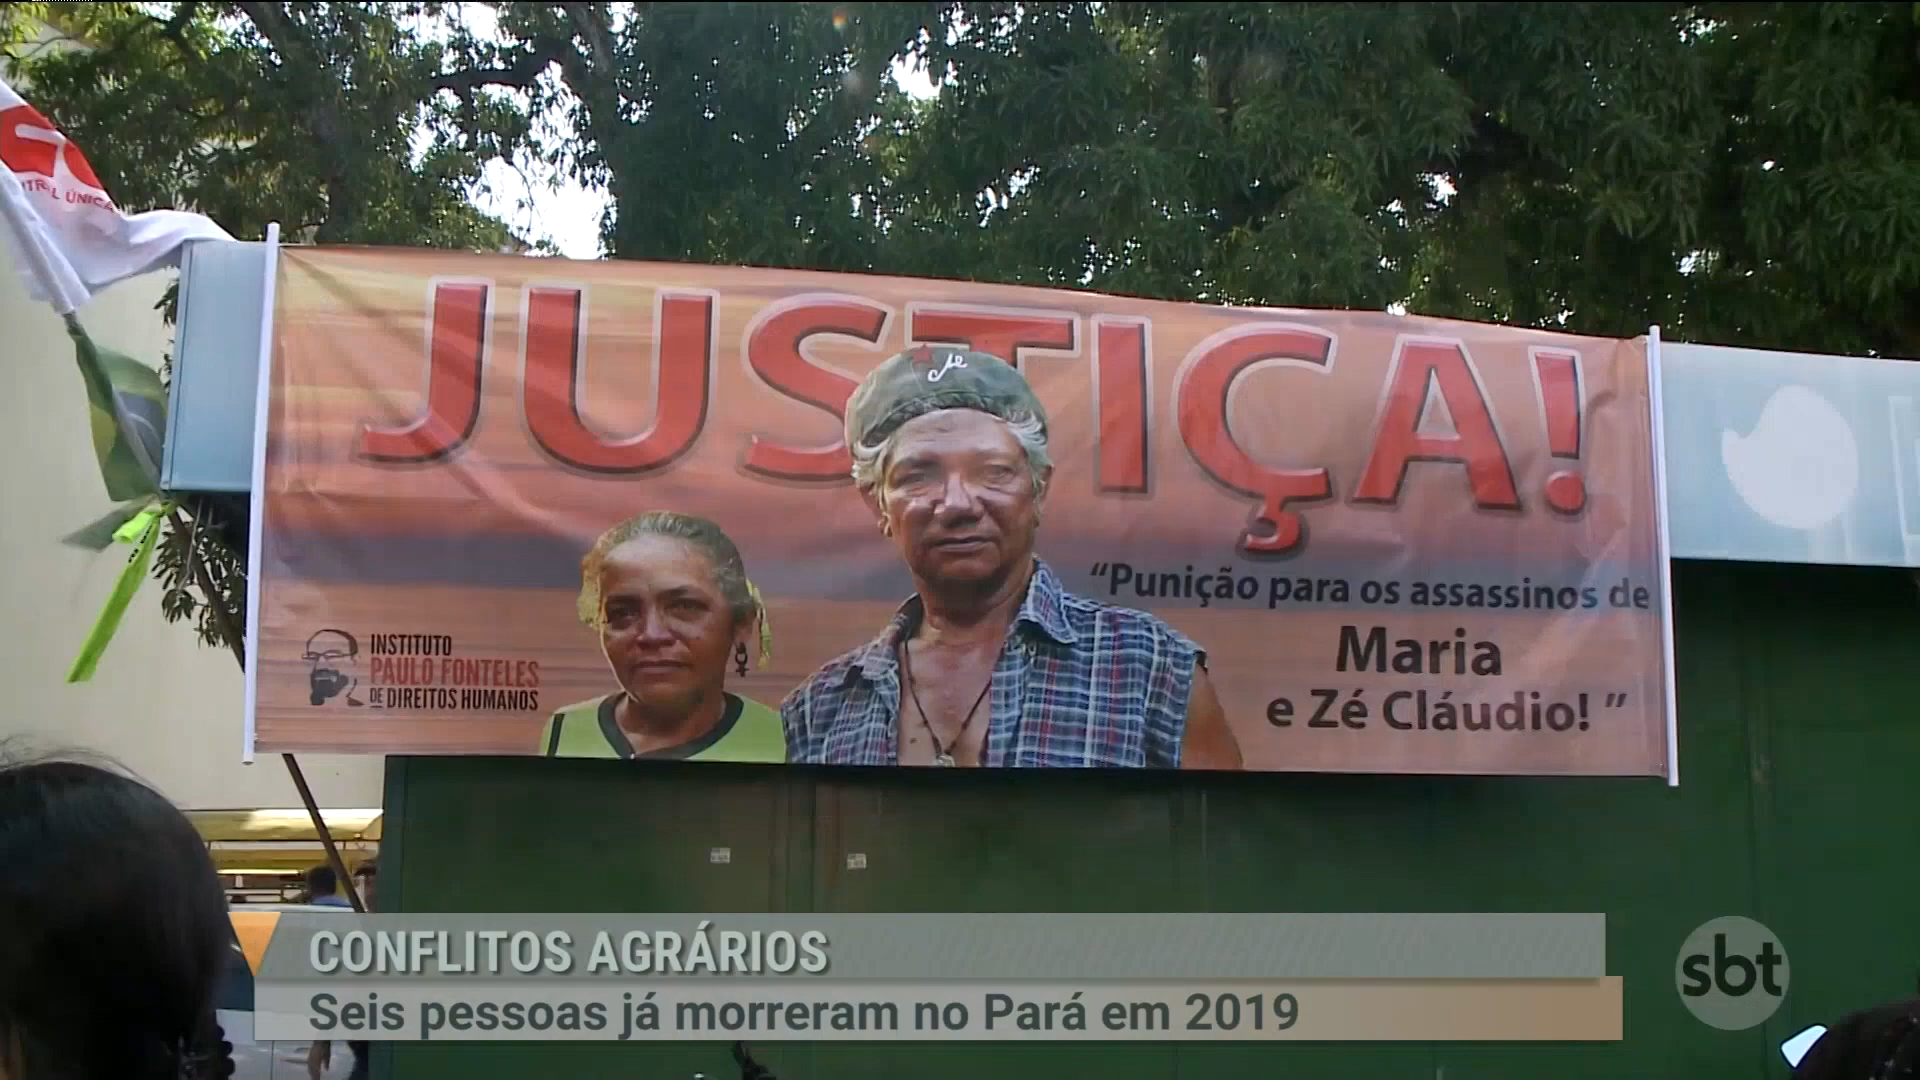 JUSTIÇA!
“Punição para os assassinos de
Maria
e Zé Cláudio! ”
INSTITUTO
PAULO FONTELES
DE DIREITOS HUMANOS
ÚNICA
CONFLITOS AGRÁRIOS
Seis pessoas já morreram no Pará em 2019
sbt